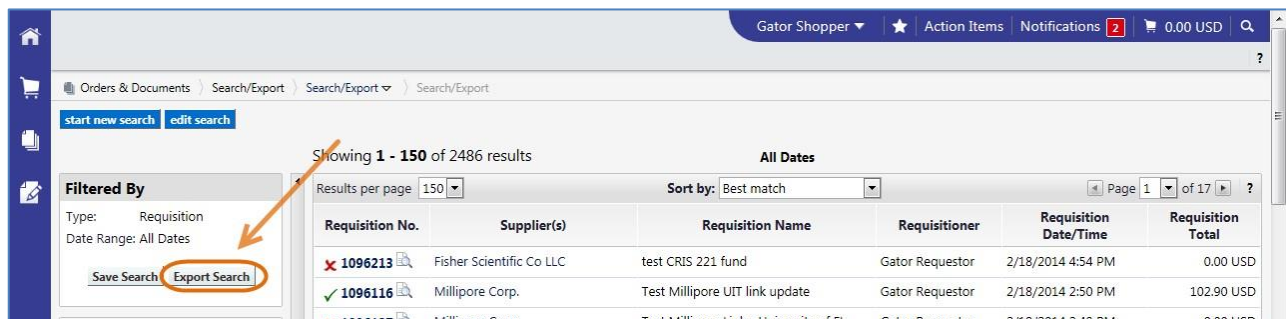 Gator Shopper Action Items Notifications 2 0.00 USD
?
Orders & Documents Search/Export Search/Export Search/Export
start new search edit search
Showing 1 - 150 of 2486 results All Dates
Filtered By
Type: Requisition
Date Range: All Dates
Save Search Export Search
Results per page 150 Sort by: Best match Page 1 of 17 ?
Requisition No. Supplier(s) Requisition Name Requisitioner Requisition Date/Time Requisition Total
1096213 Fisher Scientific Co LLC test CRIS 221 fund Gator Requestor 2/18/2014 4:54 PM 0.00 USD
1096116 Millipore Corp. Test Millipore UIT link update Gator Requestor 2/18/2014 2:50 PM 102.90 USD